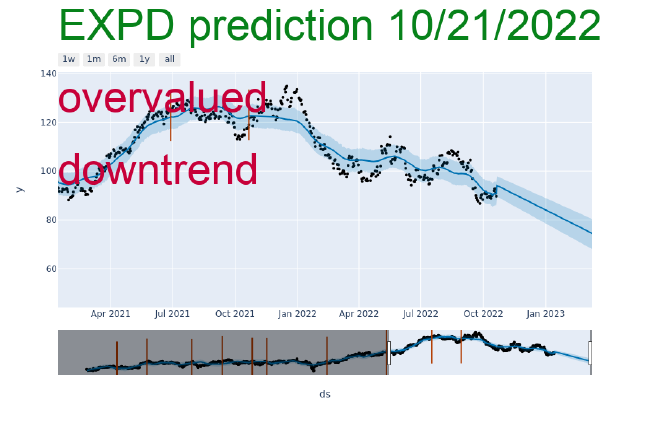 EXPD prediction 10/21/2022
1w 1m 6m 1y all
140
overvalued
120
100
downtrend
80
60
y
Apr 2021 Jul 2021 Oct 2021 Jan 2022 Apr 2022 Jul 2022 Oct 2022 Jan 2023
ds